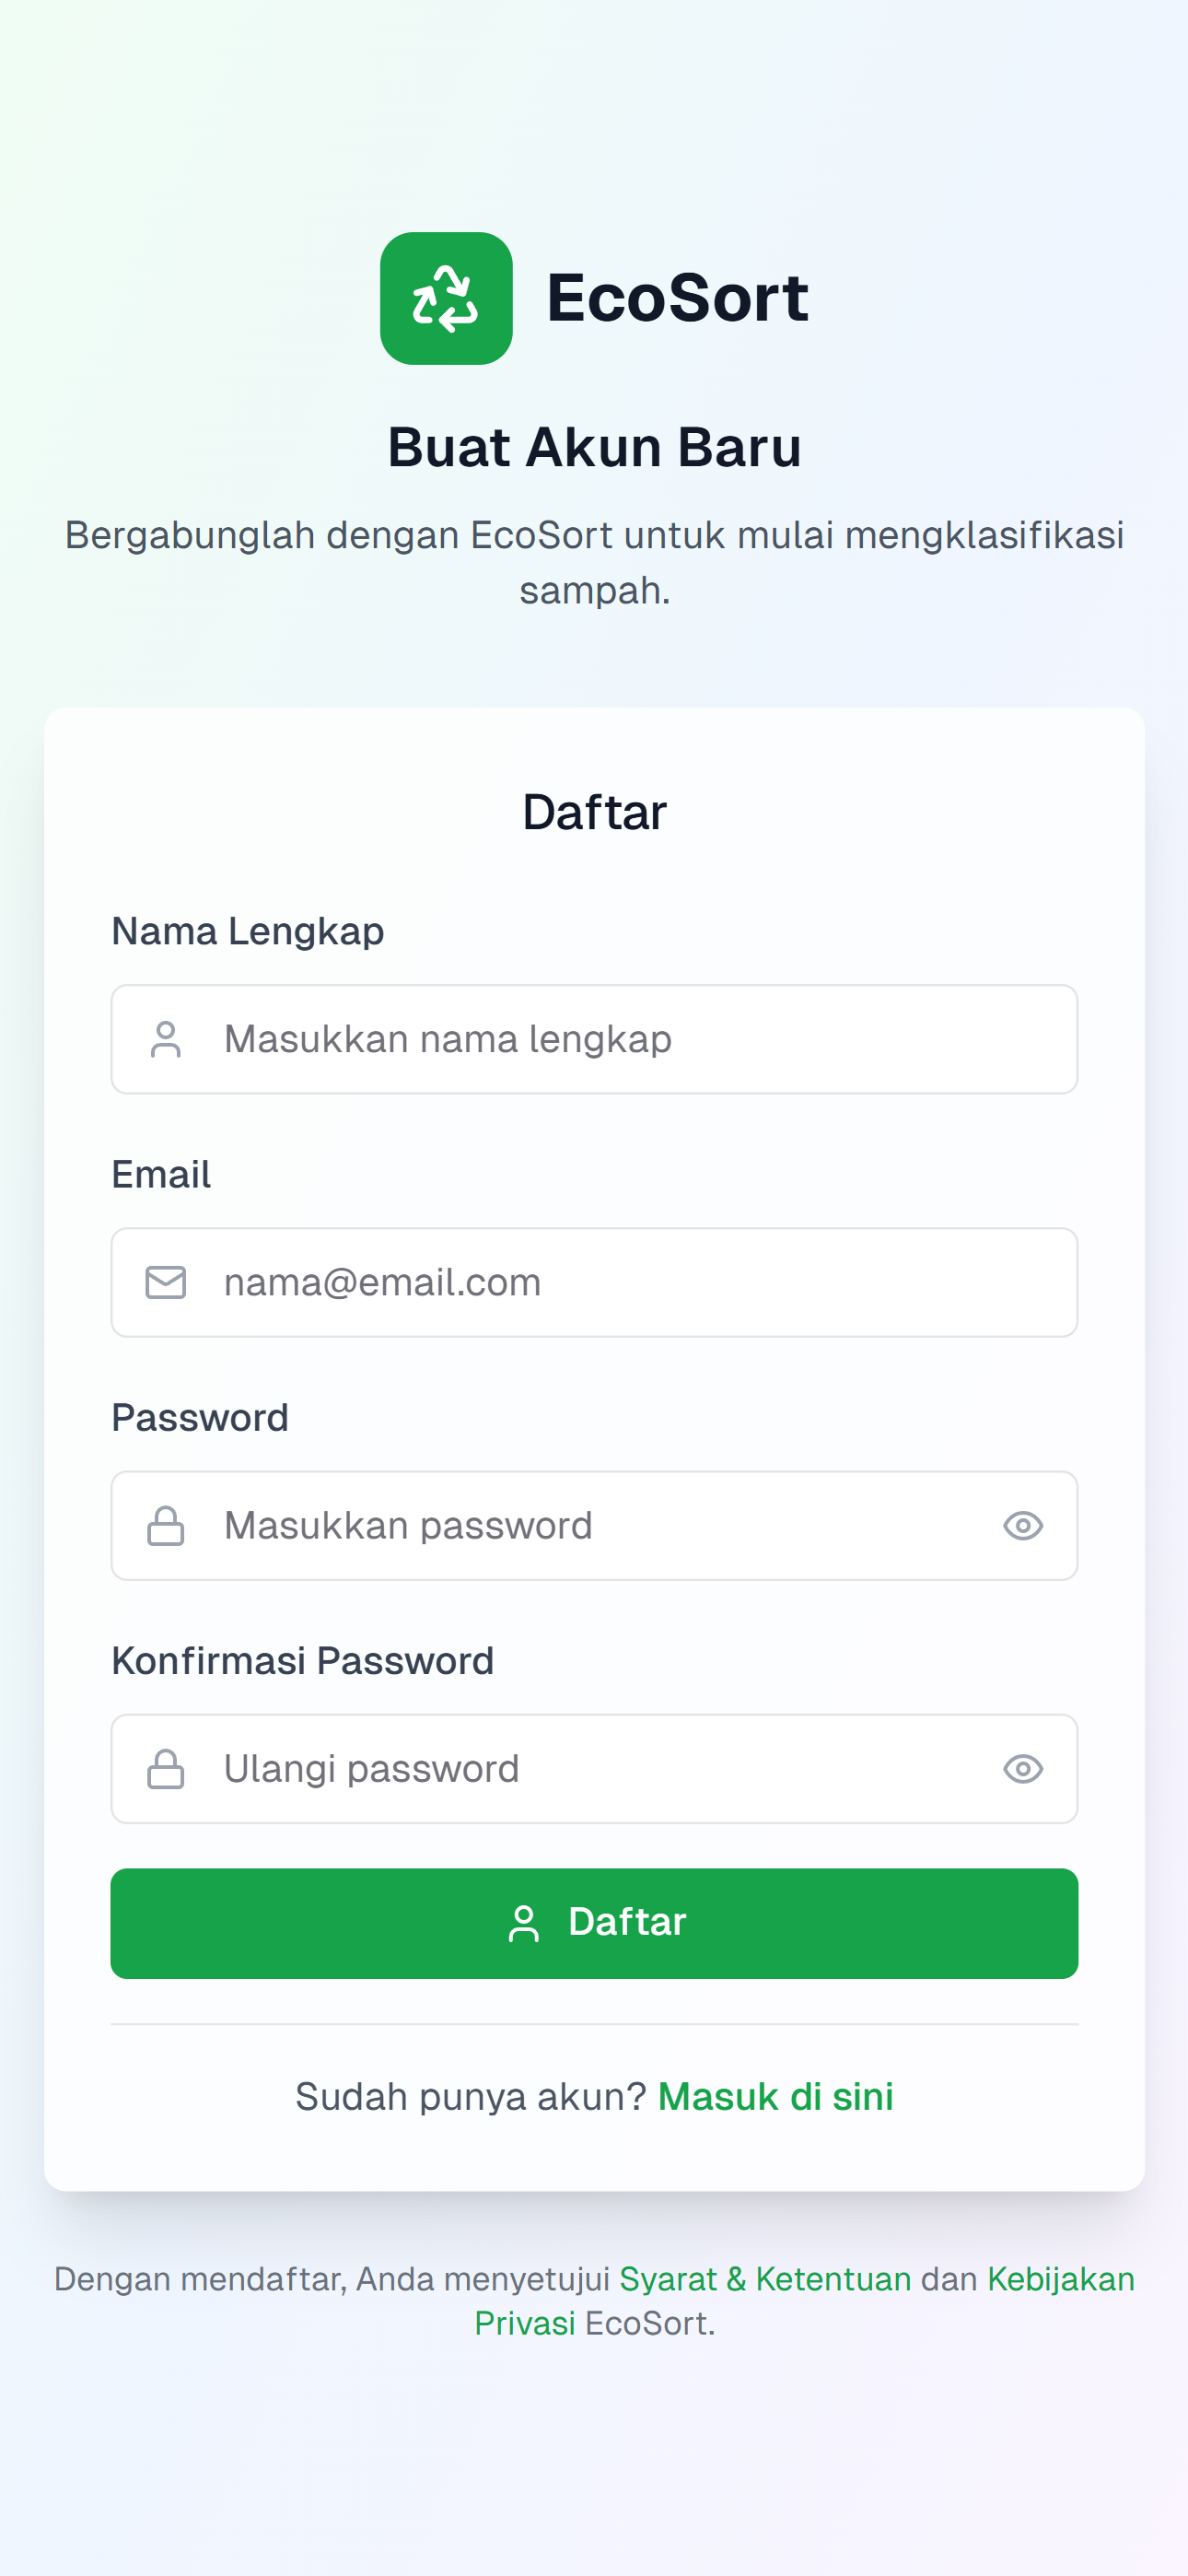 EcoSort
Buat Akun Baru
Bergabunglah dengan EcoSort untuk mulai mengklasifikasi
sampah.
Daftar
Nama Lengkap
Masukkan nama lengkap
Email
nama@email.com
Password
Masukkan password
Konfirmasi Password
Ulangi password
Daftar
Sudah punya akun? Masuk di sini
Dengan mendaftar, Anda menyetujui Syarat & Ketentuan dan Kebijakan
Privasi EcoSort.